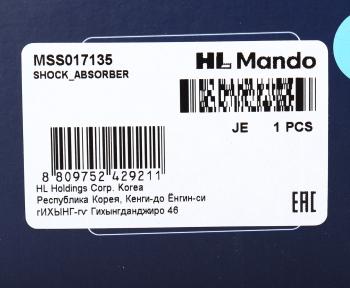 MSS017135
SHOCK_ABSORBER
HL Mando
JE 1 PCS
8 809752 429211
HL Holdings Corp. Korea
Республика Корея, Кенги-до Ёнгин-си
гИХЫНГ-гу Гихынгданджиро 46
EAC